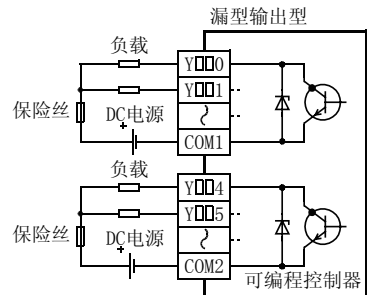 漏型输出型
负载
Y□□0
Y□□1
保险丝
DC电源
+
COM1
负载
Y□□4
Y□□5
保险丝
DC电源
+
COM2
可编程控制器